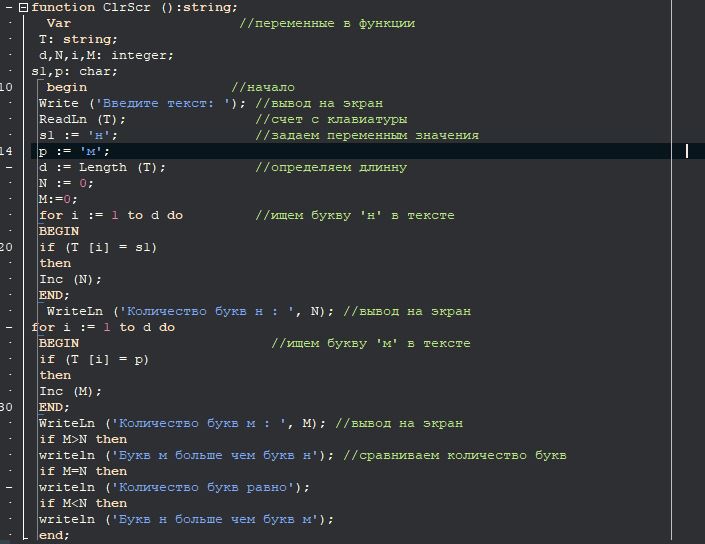 function ClrScr ():string;
Var //переменные в функции
T: string;
d,N,i,M: integer;
s1,p: char;
10 begin //начало
Write ('Введите текст: '); //вывод на экран
ReadLn (T); //счет с клавиатуры
s1 := 'н'; //задаем переменным значения
14 p := 'м';
d := Length (T); //определяем длинну
N := 0;
M:=0;
for i := 1 to d do //ищем букву 'н' в тексте
BEGIN
20 if (T [i] = s1)
then
Inc (N);
END;
WriteLn ('Количество букв н : ', N); //вывод на экран
for i := 1 to d do
BEGIN //ищем букву 'м' в тексте
if (T [i] = p)
then
Inc (M);
30 END;
WriteLn ('Количество букв м : ', M); //вывод на экран
if M>N then
writeln ('Букв м больше чем букв н'); //сравниваем количество букв
if M=N then
writeln ('Количество букв равно');
if M<N then
writeln ('Букв н больше чем букв м');
end;